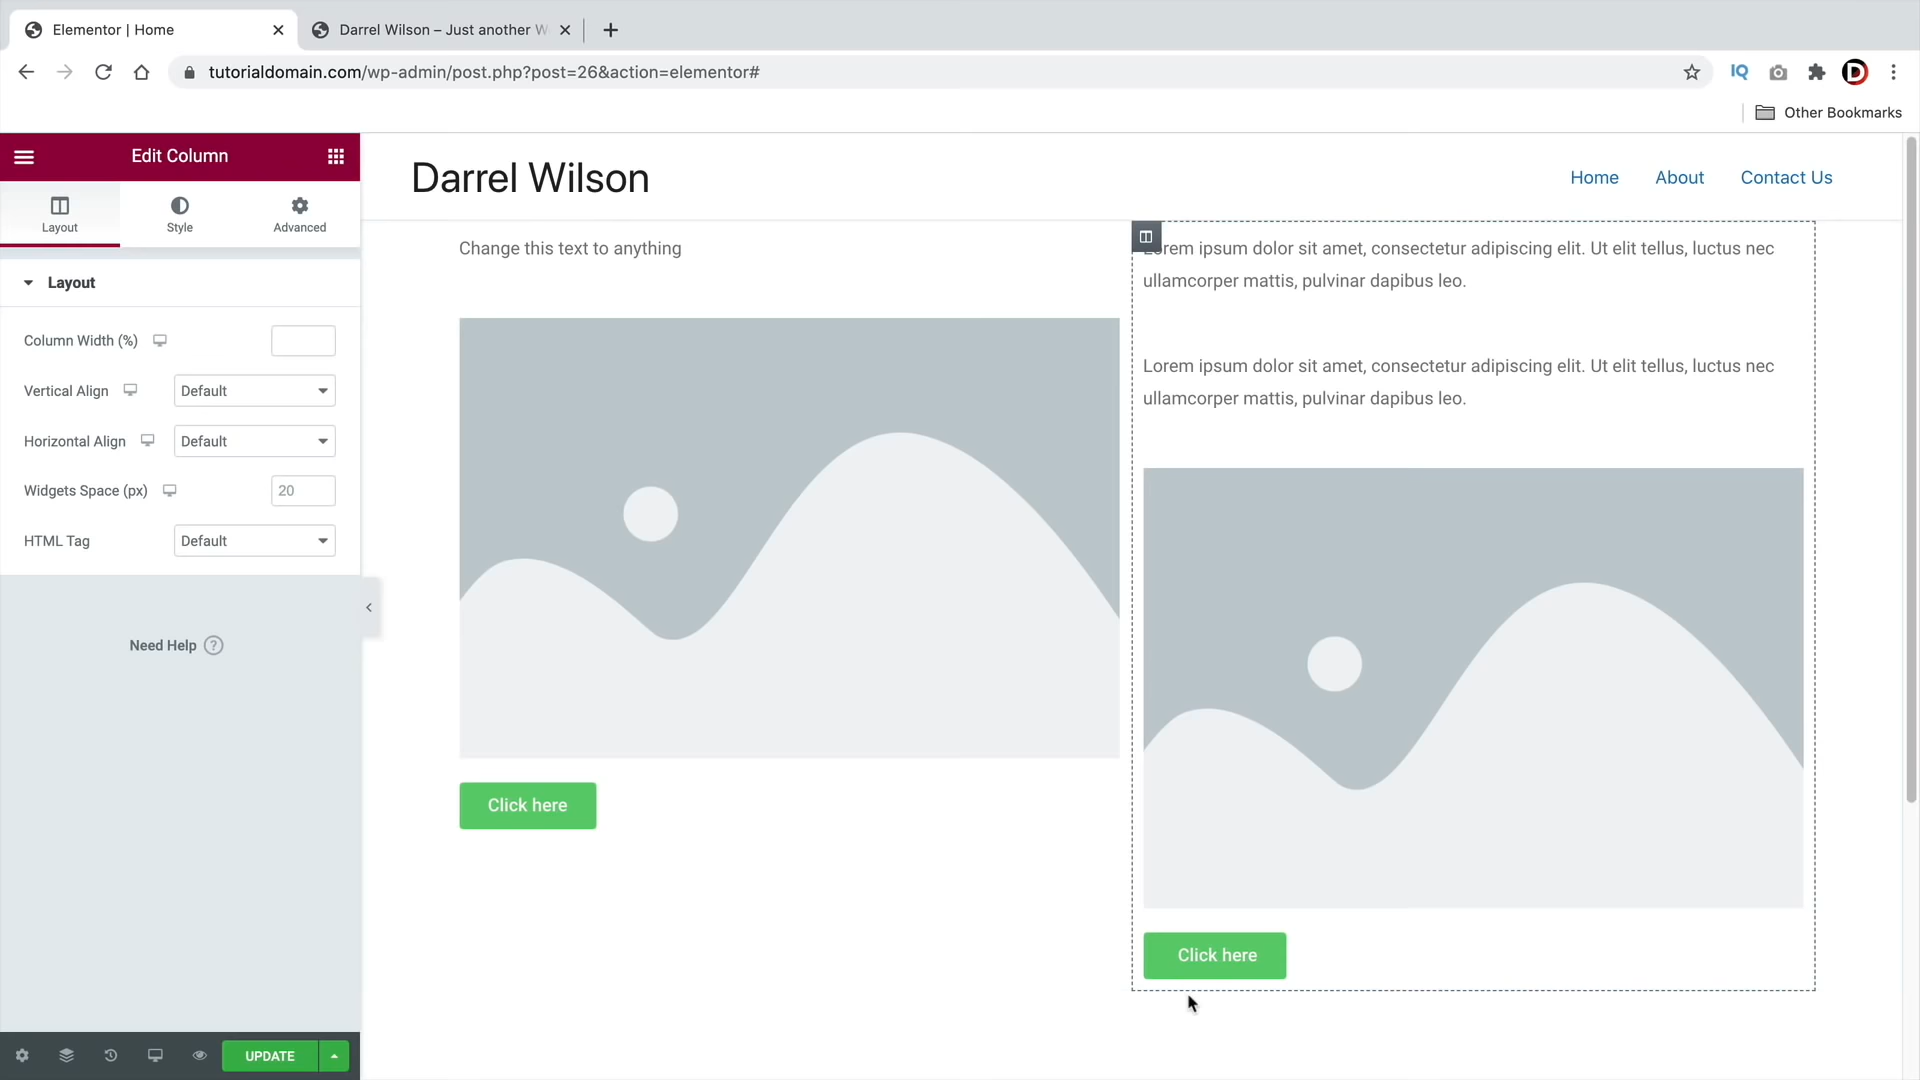 Elementor | Home
Darrel Wilson – Just another W
tutorialdomain.com/wp-admin/post.php?post=26&action=elementor#
IQ
D
Other Bookmarks
Edit Column
Layout
Style
Advanced
Layout
Column Width (%)
Vertical Align
Default
Horizontal Align
Default
Widgets Space (px)
20
HTML Tag
Default
Need Help ?
UPDATE
Darrel Wilson
Home
About
Contact Us
Change this text to anything
Click here
Lorem ipsum dolor sit amet, consectetur adipiscing elit. Ut elit tellus, luctus nec
ullamcorper mattis, pulvinar dapibus leo.
Lorem ipsum dolor sit amet, consectetur adipiscing elit. Ut elit tellus, luctus nec
ullamcorper mattis, pulvinar dapibus leo.
Click here